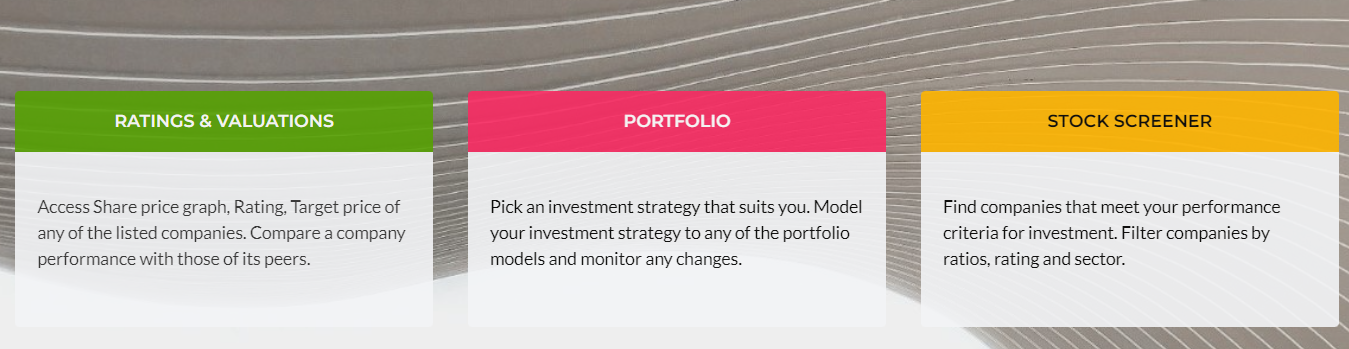 RATINGS & VALUATIONS
Access Share price graph, Rating, Target price of
any of the listed companies. Compare a company
performance with those of its peers.
PORTFOLIO
Pick an investment strategy that suits you. Model
your investment strategy to any of the portfolio
models and monitor any changes.
STOCK SCREENER
Find companies that meet your performance
criteria for investment. Filter companies by
ratios, rating and sector.